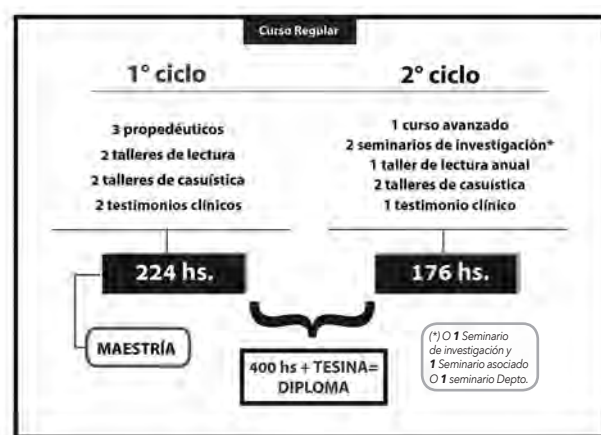 Curso Regular
1° ciclo
2° ciclo
3 propedéuticos
2 talleres de lectura
2 talleres de casuística
2 testimonios clínicos
1 curso avanzado
2 seminarios de investigación*
1 taller de lectura anual
2 talleres de casuística
1 testimonio clínico
224 hs.
176 hs.
MAESTRÍA
400 hs + TESINA=
DIPLOMA
(*) O 1 Seminario
de investigación y
1 Seminario asociado
O 1 seminario Depto.